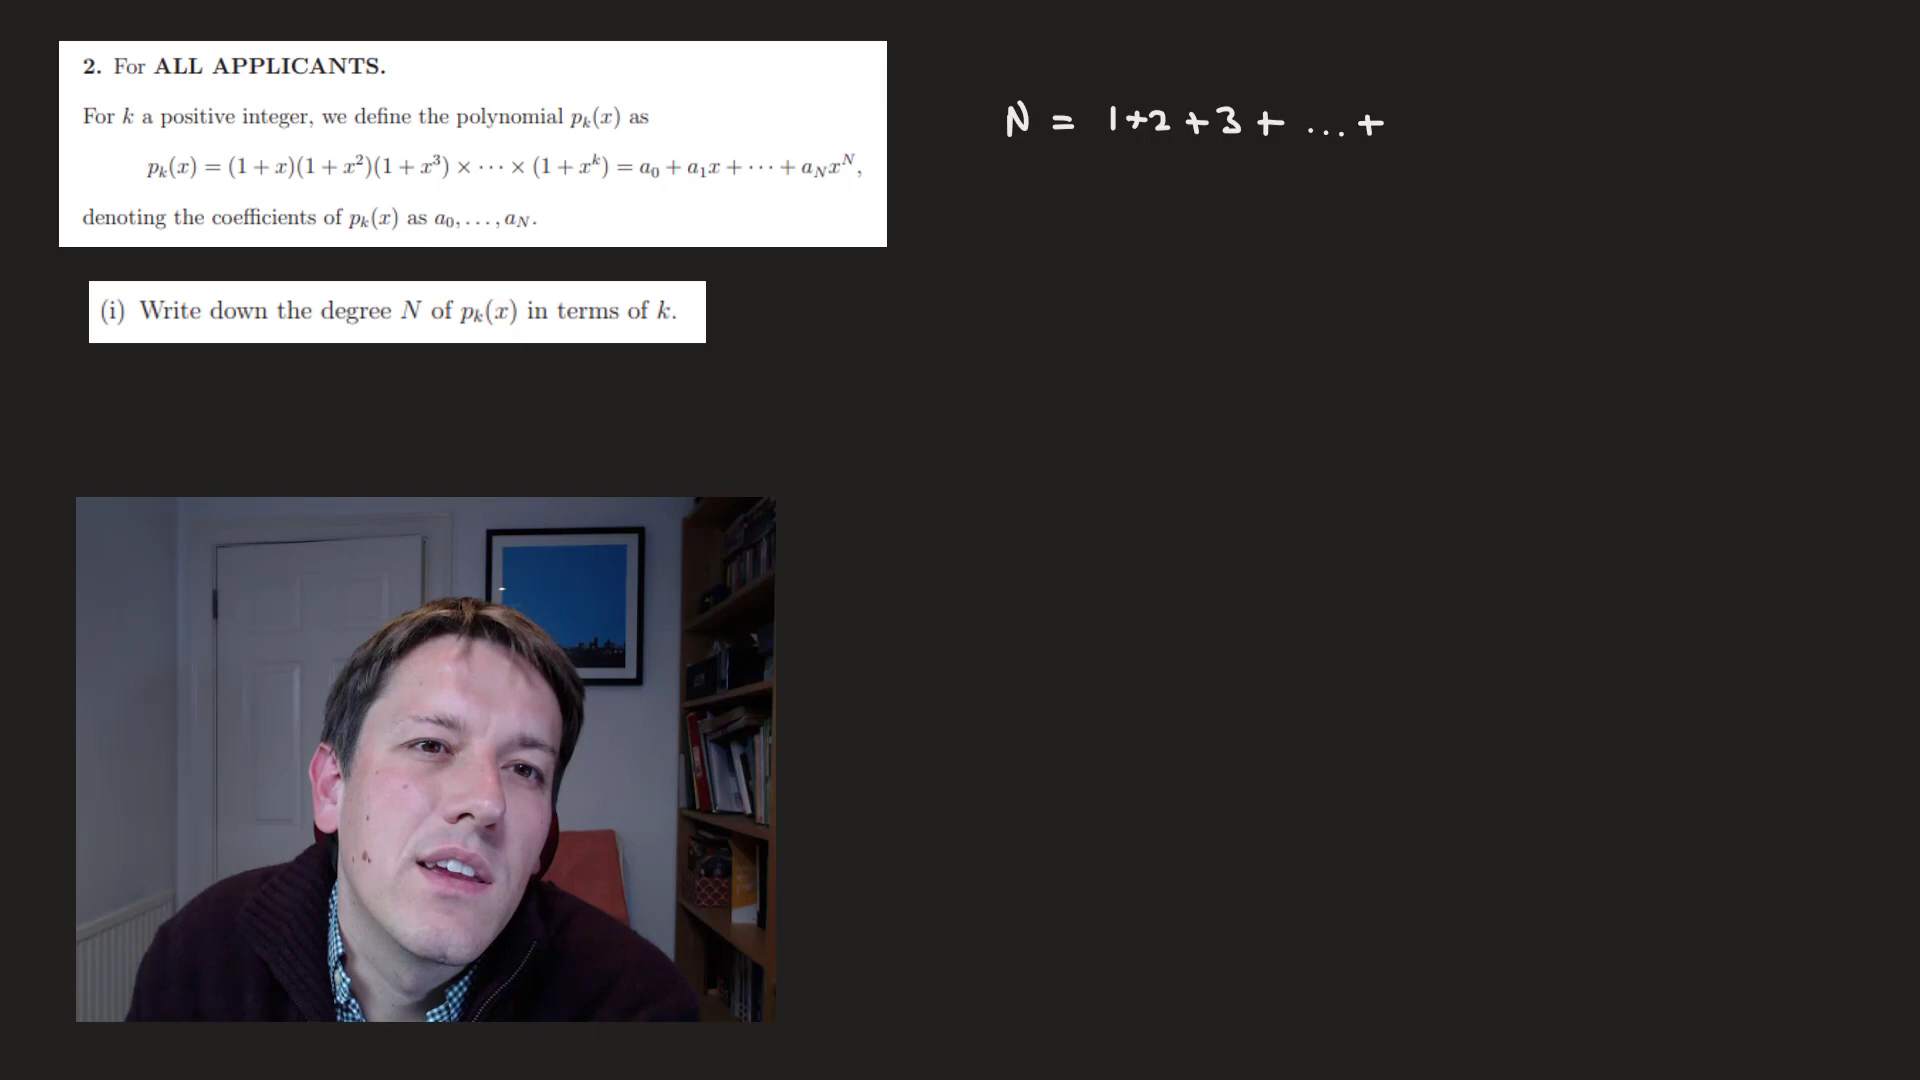 2. For ALL APPLICANTS.
For k a positive integer, we define the polynomial pₖ(x) as
pₖ(x) = (1 + x)(1 + x²)(1 + x³) × ⋯ × (1 + xᵏ) = a₀ + a₁x + ⋯ + a_N x^N,
denoting the coefficients of pₖ(x) as a₀, . . . , a_N.
(i) Write down the degree N of pₖ(x) in terms of k.
N = 1+2+3+ ...+